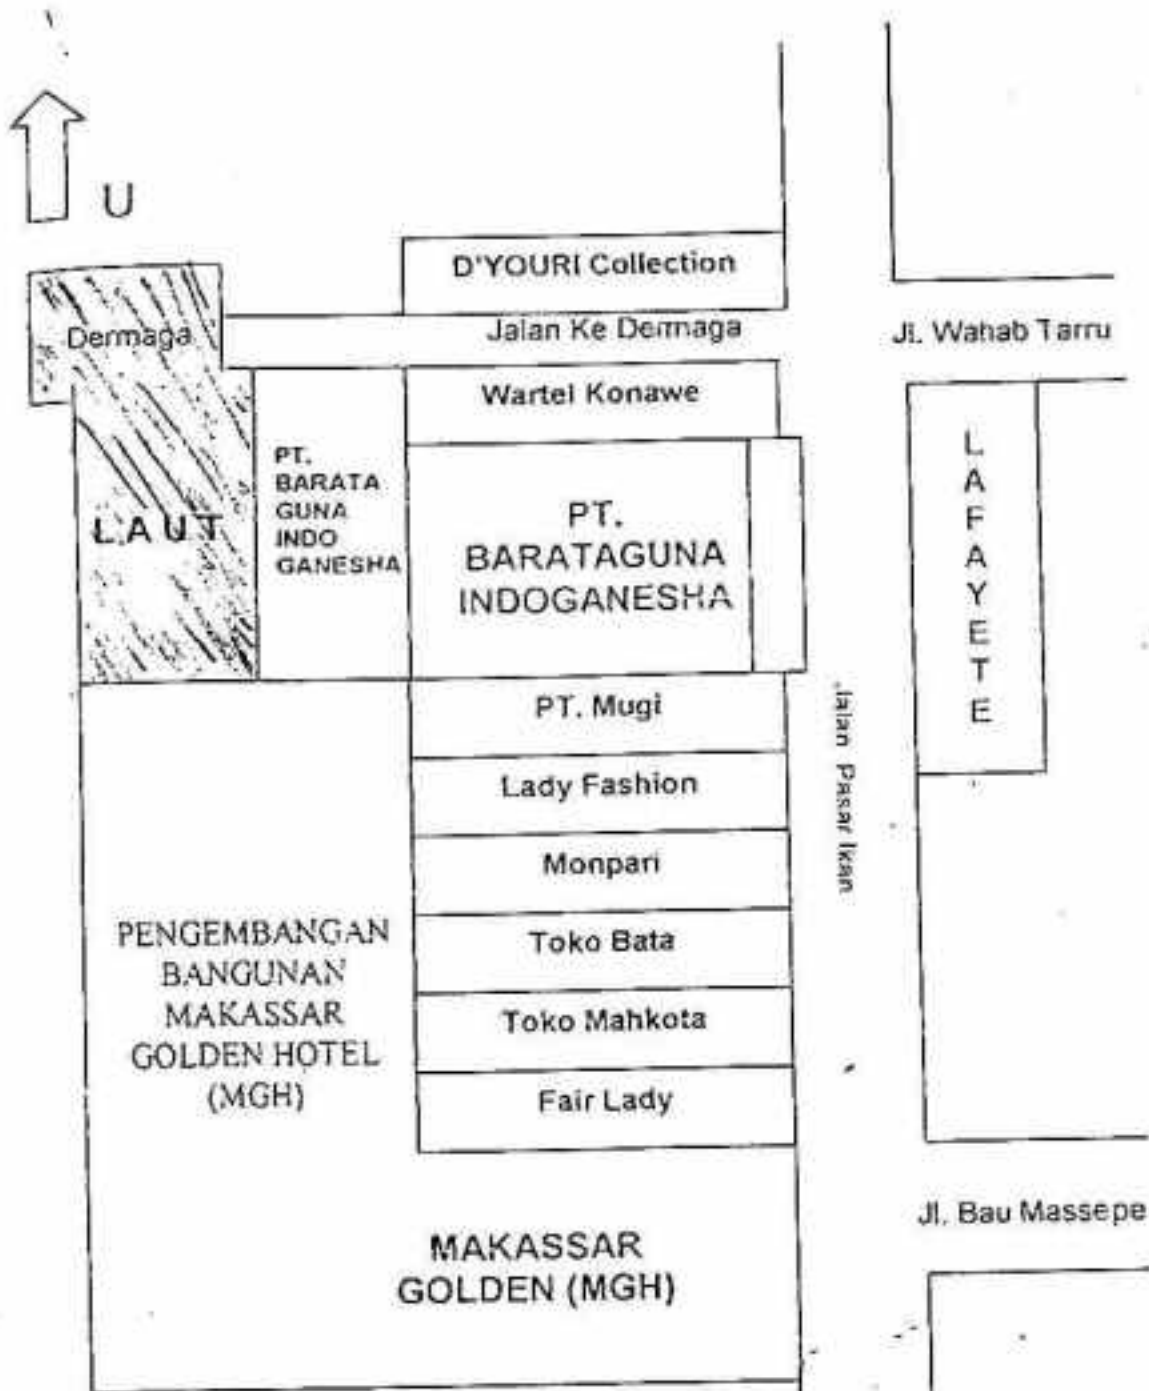 U
D'YOURI Collection
Dermaga
Jalan Ke Dermaga
Jl. Wahab Tarru
Wartel Konawe
PT.
BARATA
GUNA
INDO
GANESHA
LAUT
PT.
BARATAGUNA
INDOGANESHA
LAFAYETE
PT. Mugi
Jalan Pasar Ikan
Lady Fashion
Monpari
Toko Bata
Toko Mahkota
Fair Lady
PENGEMBANGAN
BANGUNAN
MAKASSAR
GOLDEN HOTEL
(MGH)
Jl. Bau Massepe
MAKASSAR
GOLDEN (MGH)